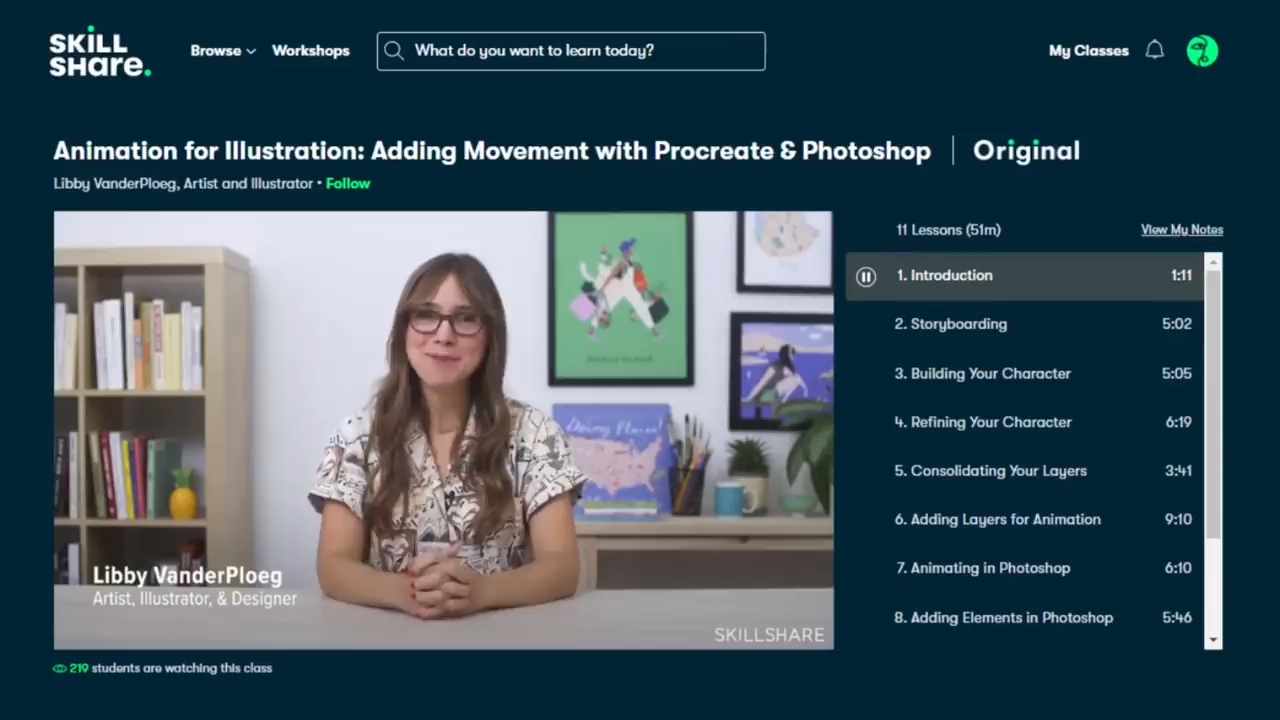 SKiLL
SHare.
Browse
Workshops
What do you want to learn today?
My Classes
Animation for Illustration: Adding Movement with Procreate & Photoshop
Original
Libby VanderPloeg, Artist and Illustrator • Follow
11 Lessons (51m)
View My Notes
1. Introduction 1:11
2. Storyboarding 5:02
3. Building Your Character 5:05
4. Refining Your Character 6:19
5. Consolidating Your Layers 3:41
6. Adding Layers for Animation 9:10
7. Animating in Photoshop 6:10
8. Adding Elements in Photoshop 5:46
Going Places!
Libby VanderPloeg
Artist, Illustrator, & Designer
SKILLSHARE
219 students are watching this class